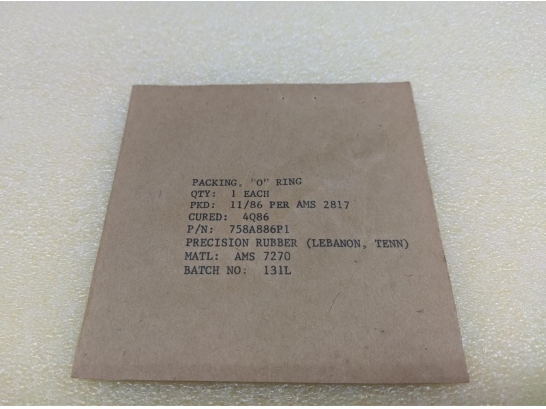 PACKING, "O" RING
QTY: 1 EACH
PKD: 11/86 PER AMS 2817
CURED: 4Q86
P/N: 758A886P1
PRECISION RUBBER (LEBANON, TENN)
MATL: AMS 7270
BATCH NO: 131L